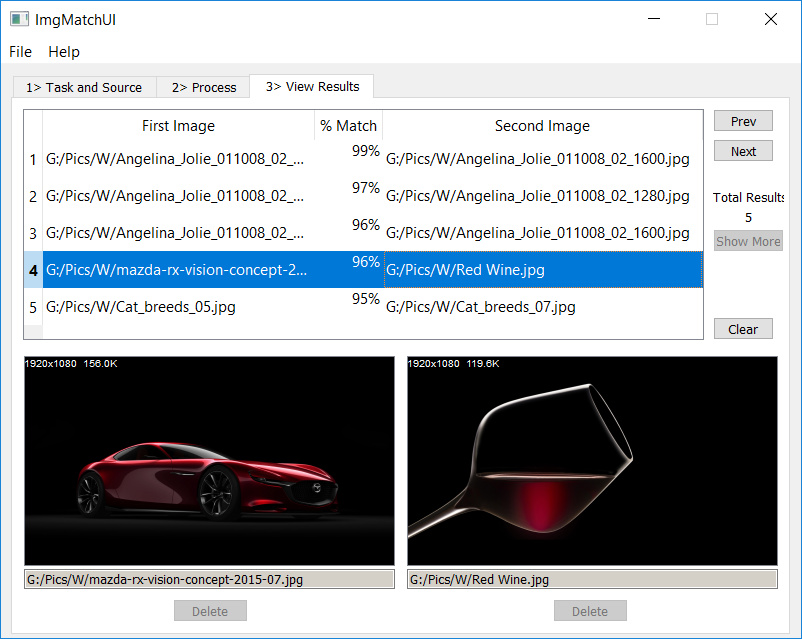 ImgMatchUI
File Help
1> Task and Source 2> Process 3> View Results
First Image % Match Second Image
1 G:/Pics/W/Angelina_Jolie_011008_02_... 99% G:/Pics/W/Angelina_Jolie_011008_02_1600.jpg
2 G:/Pics/W/Angelina_Jolie_011008_02_... 97% G:/Pics/W/Angelina_Jolie_011008_02_1280.jpg
3 G:/Pics/W/Angelina_Jolie_011008_02_... 96% G:/Pics/W/Angelina_Jolie_011008_02_1600.jpg
4 G:/Pics/W/mazda-rx-vision-concept-2... 96% G:/Pics/W/Red Wine.jpg
5 G:/Pics/W/Cat_breeds_05.jpg 95% G:/Pics/W/Cat_breeds_07.jpg
Prev
Next
Total Results
5
Show More
Clear
1920x1080 156.0K
1920x1080 119.6K
G:/Pics/W/mazda-rx-vision-concept-2015-07.jpg
G:/Pics/W/Red Wine.jpg
Delete
Delete